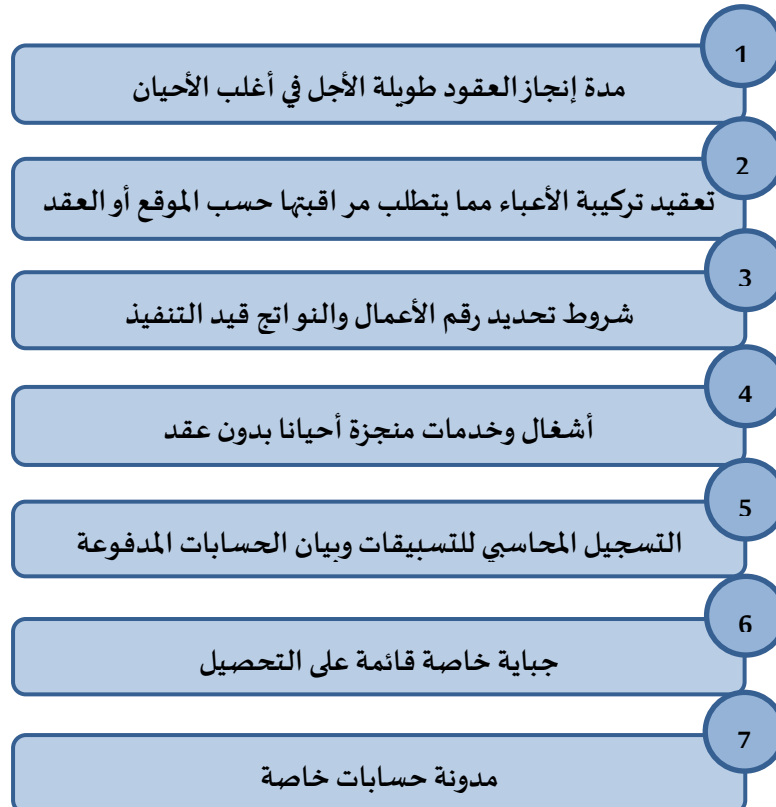 1
مدة إنجاز العقود طويلة الأجل في أغلب الأحيان
2
تعقيد تركيبة الأعباء مما يتطلب مراقبتها حسب الموقع أو العقد
3
شروط تحديد رقم الأعمال والنواتج قيد التنفيذ
4
أشغال وخدمات منجزة أحيانا بدون عقد
5
التسجيل المحاسبي للتسبيقات وبيان الحسابات المدفوعة
6
جباية خاصة قائمة على التحصيل
7
مدونة حسابات خاصة